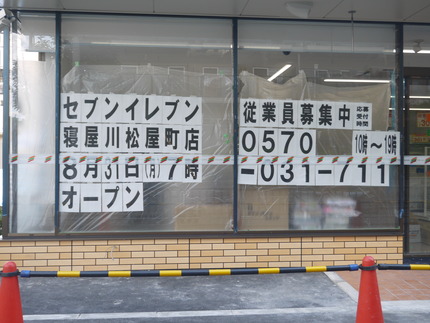 セブンイレブン
寝屋川松屋町店
8月31日(月)7時
オープン
従業員募集中 応募受付時間
0570 10時～19時
-031-711